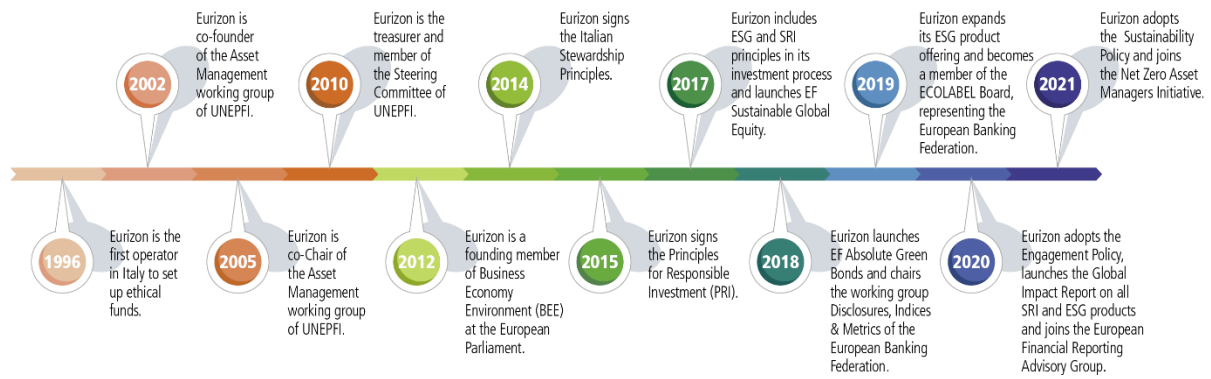 2002
Eurizon is
co-founder
of the Asset
Management
working group
of UNEPFI.
2010
Eurizon is the
treasurer and
member of
the Steering
Committee of
UNEPFI.
2014
Eurizon signs
the Italian
Stewardship
Principles.
2017
Eurizon includes
ESG and SRI
principles in its
investment process
and launches EF
Sustainable Global
Equity.
2019
Eurizon expands
its ESG product
offering and becomes
a member of the
ECOLABEL Board,
representing the
European Banking
Federation.
2021
Eurizon adopts
the Sustainability
Policy and joins
the Net Zero Asset
Managers Initiative.
1996
Eurizon is the
first operator
in Italy to set
up ethical
funds.
2005
Eurizon is
co-Chair of
the Asset
Management
working group
of UNEPFI.
2012
Eurizon is a
founding member
of Business
Economy
Environment (BEE)
at the European
Parliament.
2015
Eurizon signs
the Principles
for Responsible
Investment (PRI).
2018
Eurizon launches
EF Absolute Green
Bonds and chairs
the working group
Disclosures, Indices
& Metrics of the
European Banking
Federation.
2020
Eurizon adopts the
Engagement Policy,
launches the Global
Impact Report on all
SRI and ESG products
and joins the European
Financial Reporting
Advisory Group.